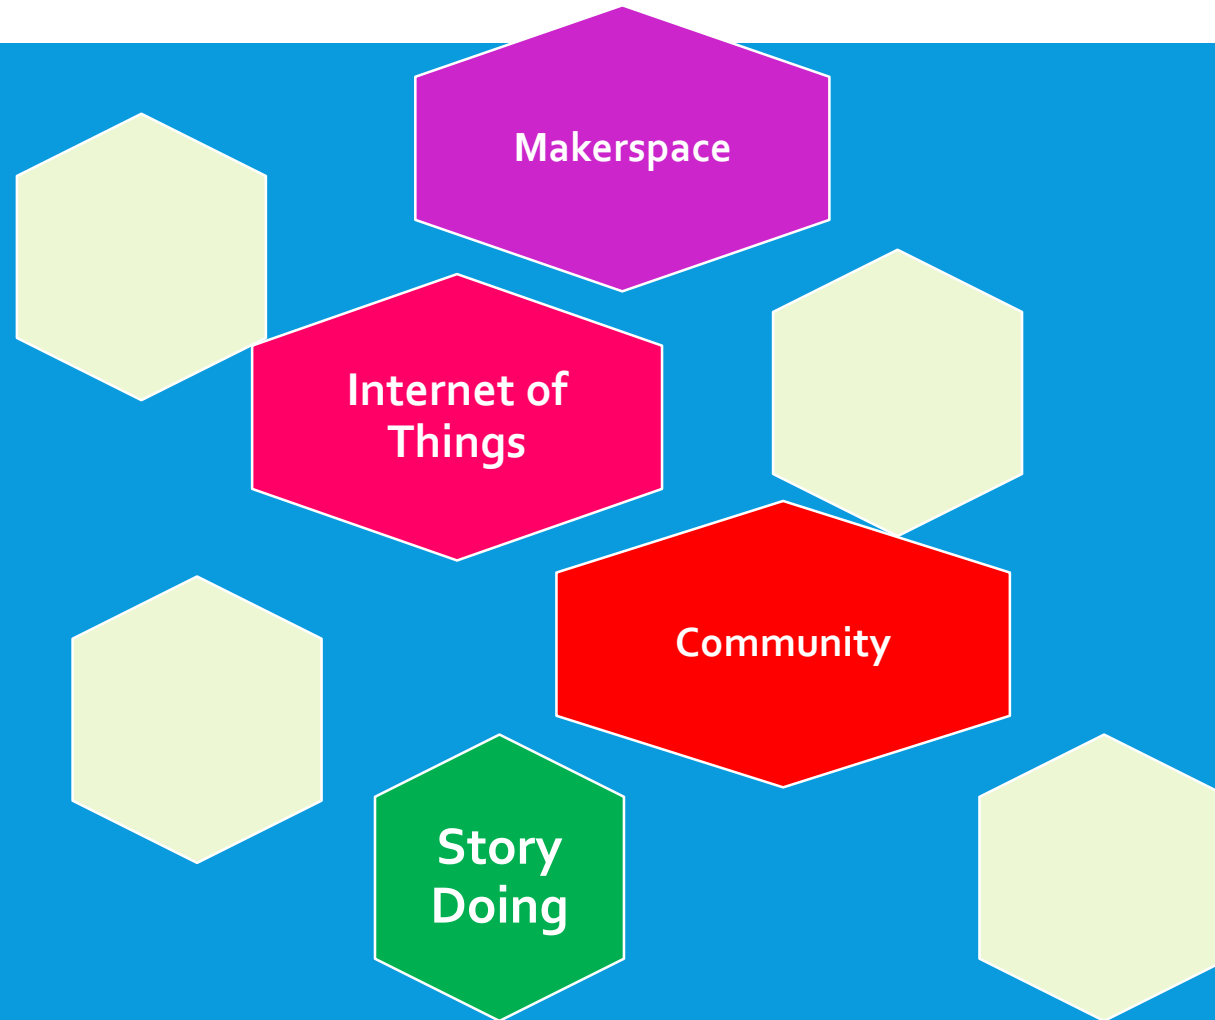 Makerspace
Internet of
Things
Community
Story
Doing